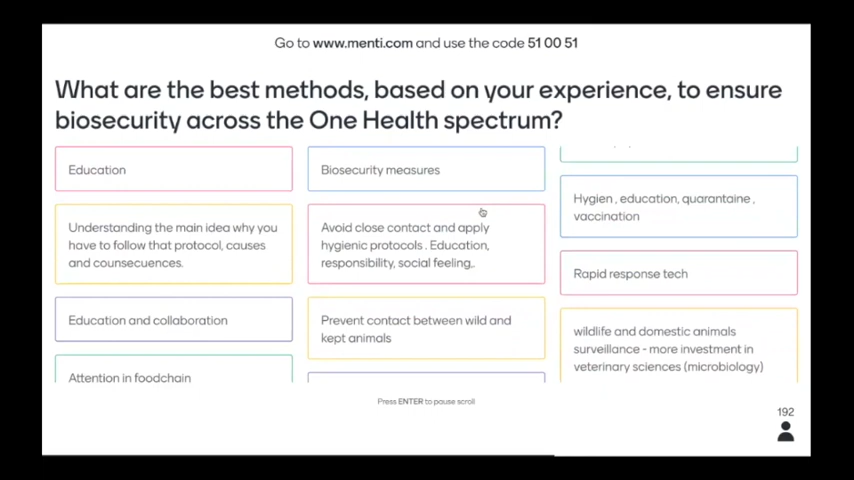 Go to www.menti.com and use the code 51 00 51
What are the best methods, based on your experience, to ensure
biosecurity across the One Health spectrum?
Education
Understanding the main idea why you
have to follow that protocol, causes
and counsecuences.
Education and collaboration
Attention in foodchain
Biosecurity measures
Avoid close contact and apply
hygienic protocols . Education,
responsibility, social feeling,.
Prevent contact between wild and
kept animals
Hygien , education, quarantaine ,
vaccination
Rapid response tech
wildlife and domestic animals
surveillance - more investment in
veterinary sciences (microbiology)
Press ENTER to pause scroll
192